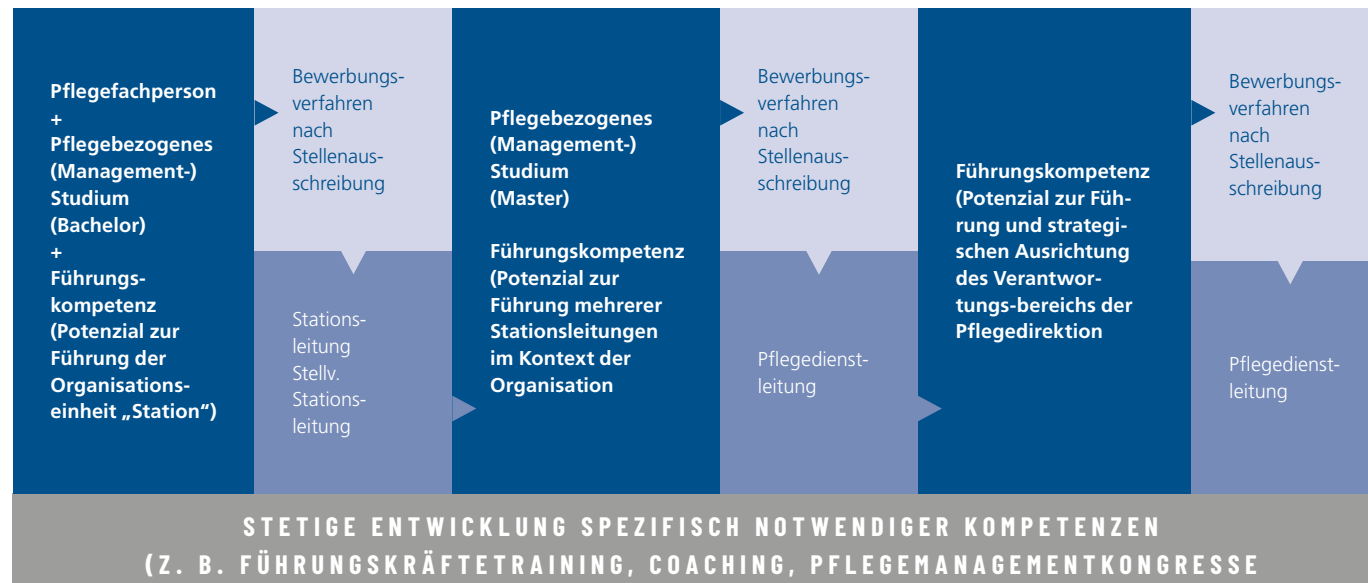 Pflegefachperson
+
Pflegebezogenes
(Management-)
Studium
(Bachelor)
+
Führungs-
kompetenz
(Potenzial zur
Führung der
Organisations-
einheit „Station“)
Bewerbungs-
verfahren
nach
Stellenaus-
schreibung
Stations-
leitung
Stellv.
Stations-
leitung
Pflegebezogenes
(Management-)
Studium
(Master)
Führungskompetenz
(Potenzial zur
Führung mehrerer
Stationsleitungen
im Kontext der
Organisation
Bewerbungs-
verfahren
nach
Stellenaus-
schreibung
Pflegedienst-
leitung
Führungskompetenz
(Potenzial zur Füh-
rung und strategi-
schen Ausrichtung
des Verantwor-
tungs-bereichs der
Pflegedirektion
Bewerbungs-
verfahren
nach
Stellenaus-
schreibung
Pflegedienst-
leitung
STETIGE ENTWICKLUNG SPEZIFISCH NOTWENDIGER KOMPETENZEN
(Z. B. FÜHRUNGSKRÄFTETRAINING, COACHING, PFLEGEMANAGEMENTKONGRESSE